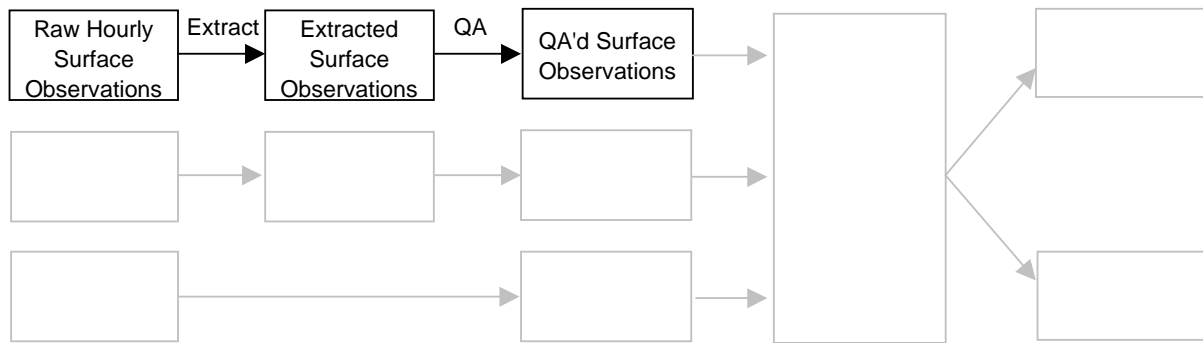 Raw Hourly
Surface
Observations
Extract
Extracted
Surface
Observations
QA
QA'd Surface
Observations